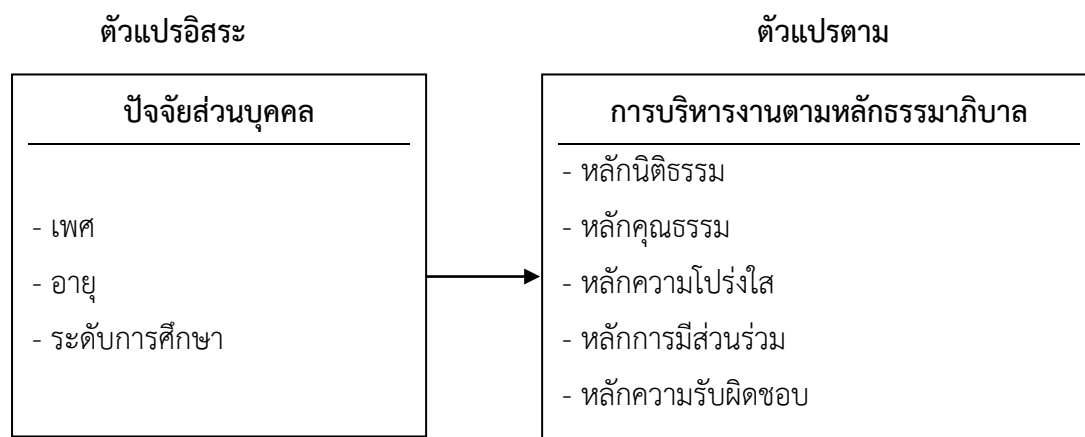 ตัวแปรอิสระ
ตัวแปรตาม
ปัจจัยส่วนบุคคล
- เพศ
- อายุ
- ระดับการศึกษา
การบริหารงานตามหลักธรรมาภิบาล
- หลักนิติธรรม
- หลักคุณธรรม
- หลักความโปร่งใส
- หลักการมีส่วนร่วม
- หลักความรับผิดชอบ